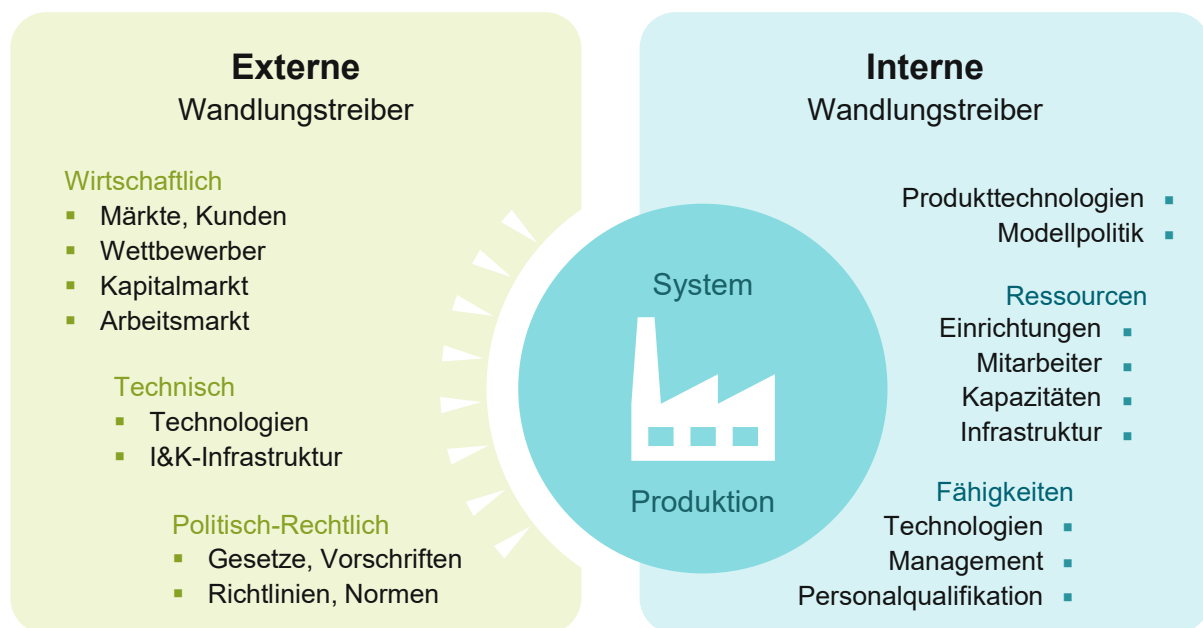 Externe
Wandlungstreiber
Wirtschaftlich
▪ Märkte, Kunden
▪ Wettbewerber
▪ Kapitalmarkt
▪ Arbeitsmarkt
Technisch
▪ Technologien
▪ I&K-Infrastruktur
Politisch-Rechtlich
▪ Gesetze, Vorschriften
▪ Richtlinien, Normen
System
Produktion
Interne
Wandlungstreiber
Produkttechnologien ▪
Modellpolitik ▪
Ressourcen
Einrichtungen ▪
Mitarbeiter ▪
Kapazitäten ▪
Infrastruktur ▪
Fähigkeiten
Technologien ▪
Management ▪
Personalqualifikation ▪